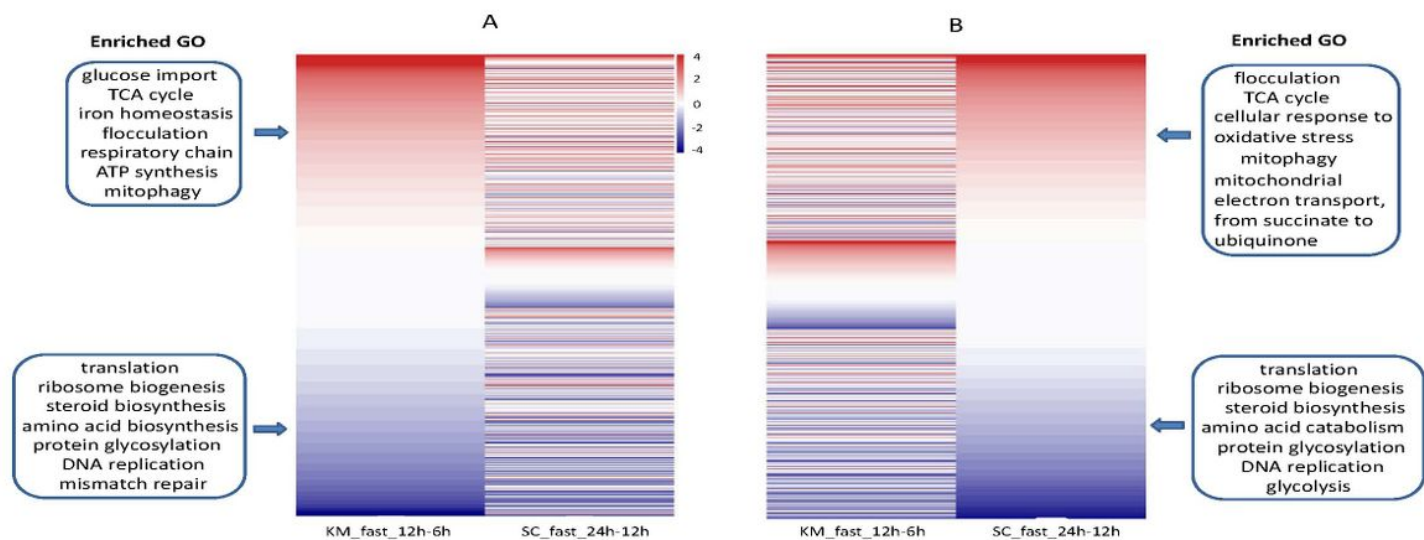 A
Enriched GO
glucose import
TCA cycle
iron homeostasis
flocculation
respiratory chain
ATP synthesis
mitophagy
translation
ribosome biogenesis
steroid biosynthesis
amino acid biosynthesis
protein glycosylation
DNA replication
mismatch repair
4
2
0
-2
-4
KM_fast_12h-6h
SC_fast_24h-12h
B
Enriched GO
flocculation
TCA cycle
cellular response to
oxidative stress
mitophagy
mitochondrial
electron transport,
from succinate to
ubiquinone
translation
ribosome biogenesis
steroid biosynthesis
amino acid catabolism
protein glycosylation
DNA replication
glycolysis
KM_fast_12h-6h
SC_fast_24h-12h